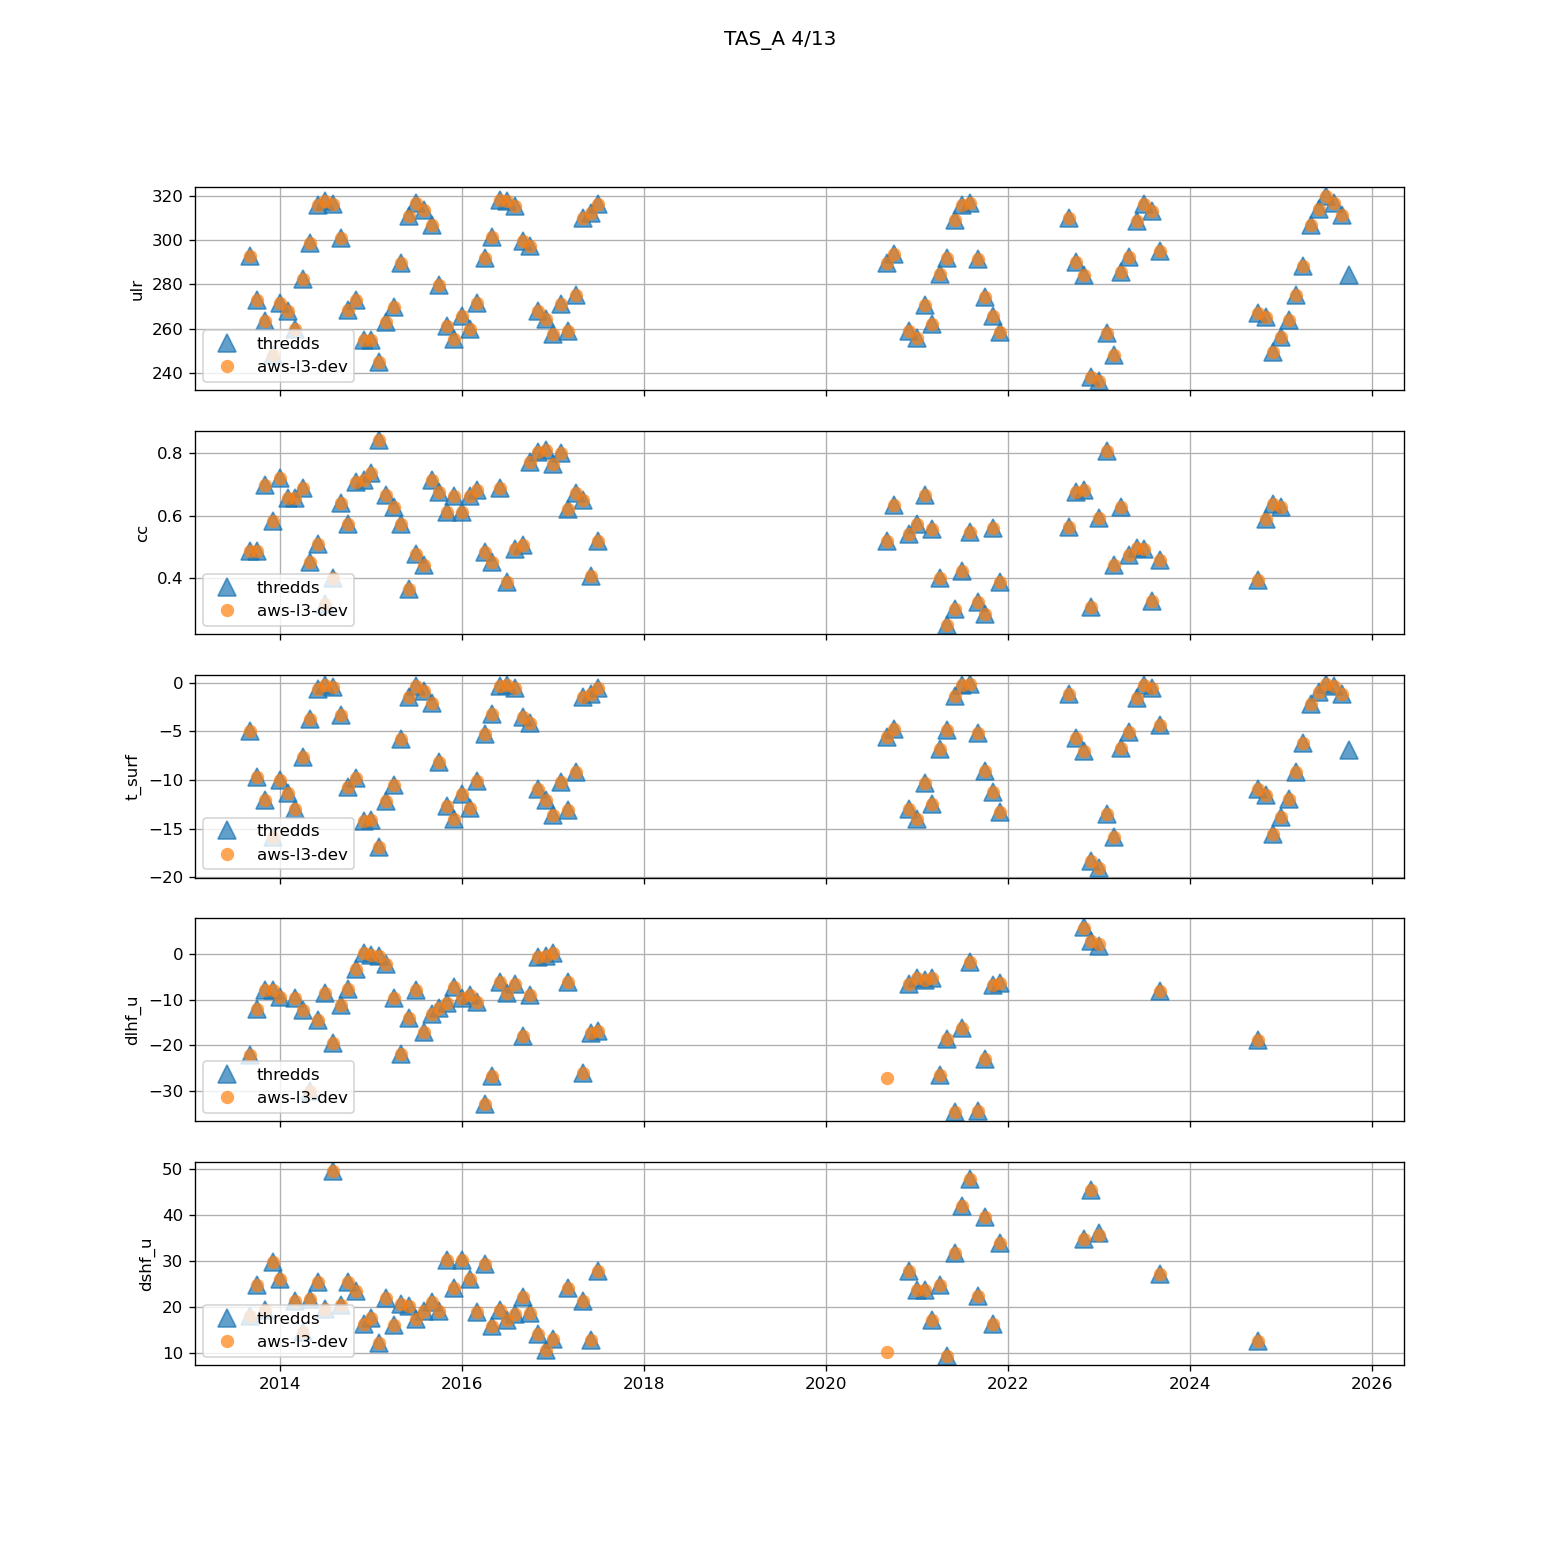 TAS_A 4/13
320
300
280
260
240
ulr
thredds
aws-l3-dev
0.8
0.6
0.4
cc
thredds
aws-l3-dev
0
−5
−10
−15
−20
t_surf
thredds
aws-l3-dev
0
−10
−20
−30
dlhf_u
thredds
aws-l3-dev
50
40
30
20
10
dshf_u
thredds
aws-l3-dev
2014 2016 2018 2020 2022 2024 2026